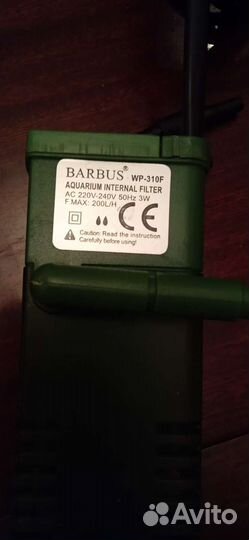 BARBUS® WP-310F
AQUARIUM INTERNAL FILTER
AC 220V-240V 50Hz 3W
F MAX: 200L/H
CE
Caution: Read the instruction
Carefully before using!
Avito